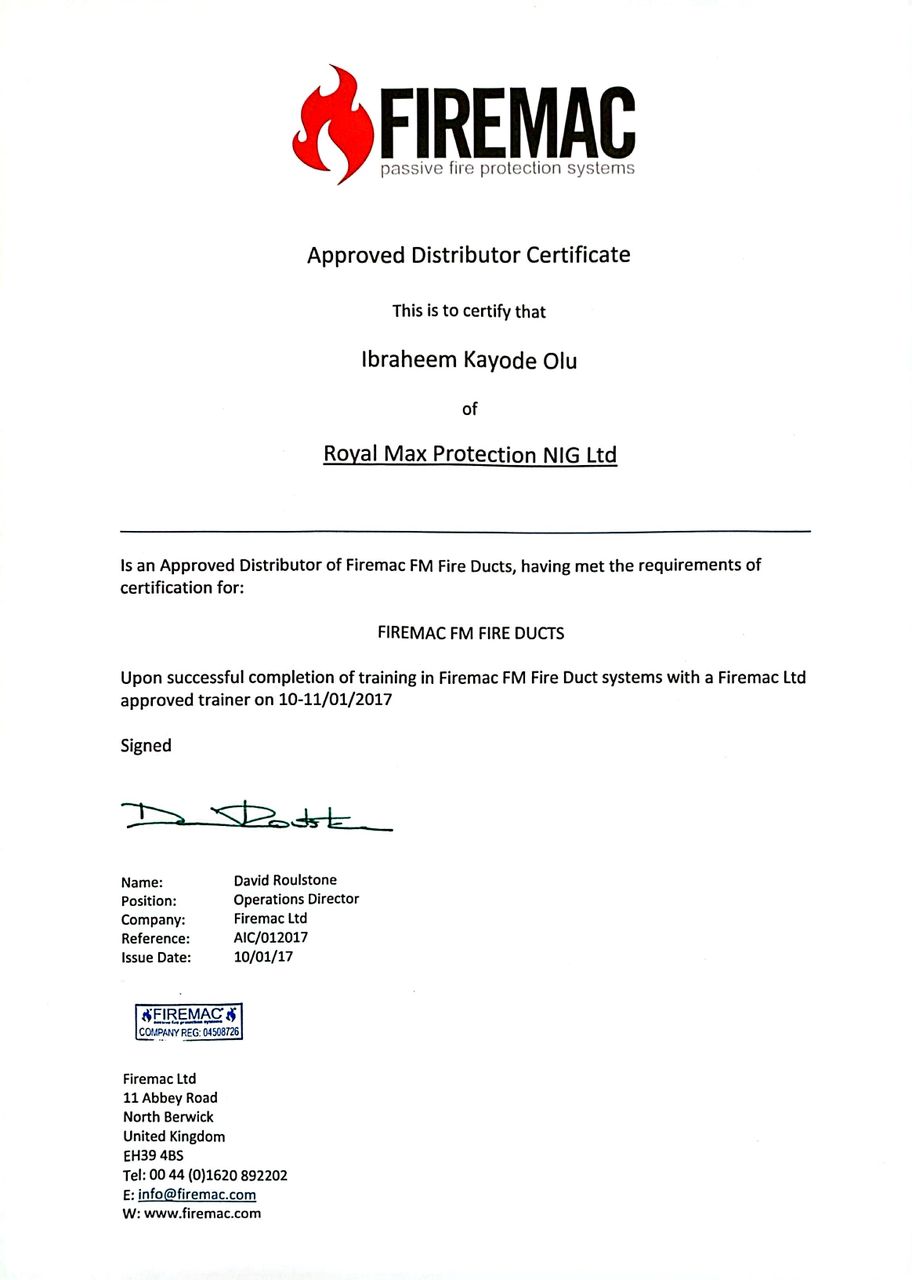 FIREMAC
passive fire protection systems
Approved Distributor Certificate
This is to certify that
Ibraheem Kayode Olu
of
Royal Max Protection NIG Ltd
Is an Approved Distributor of Firemac FM Fire Ducts, having met the requirements of
certification for:
FIREMAC FM FIRE DUCTS
Upon successful completion of training in Firemac FM Fire Duct systems with a Firemac Ltd
approved trainer on 10-11/01/2017
Signed
Name: David Roulstone
Position: Operations Director
Company: Firemac Ltd
Reference: AIC/012017
Issue Date: 10/01/17
FIREMAC
passive fire protection systems
COMPANY REG: 04508726
Firemac Ltd
11 Abbey Road
North Berwick
United Kingdom
EH39 4BS
Tel: 00 44 (0)1620 892202
E: info@firemac.com
W: www.firemac.com